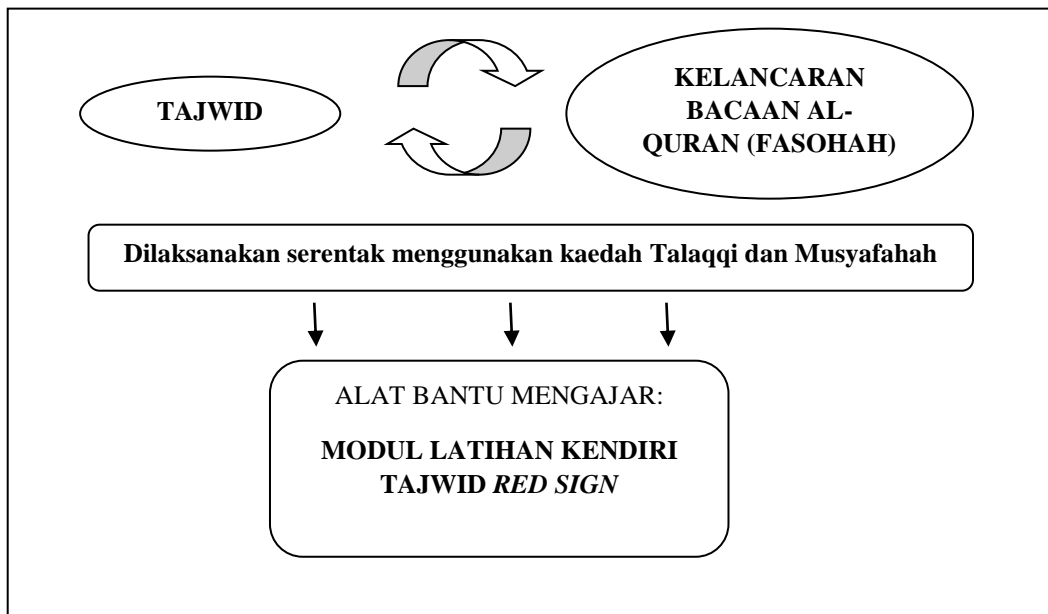 TAJWID
KELANCARAN
BACAAN AL-
QURAN (FASOHAH)
Dilaksanakan serentak menggunakan kaedah Talaqqi dan Musyafahah
ALAT BANTU MENGAJAR:
MODUL LATIHAN KENDIRI
TAJWID RED SIGN